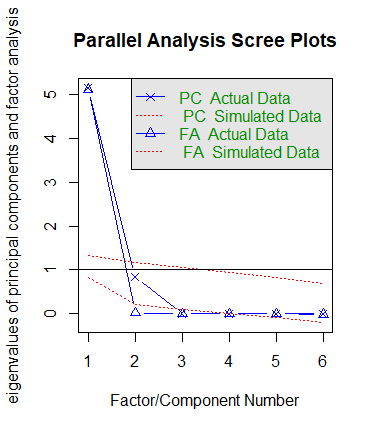 Parallel Analysis Scree Plots
eigenvalues of principal components and factor analysis
PC Actual Data
PC Simulated Data
FA Actual Data
FA Simulated Data
5
4
3
2
1
0
1 2 3 4 5 6
Factor/Component Number